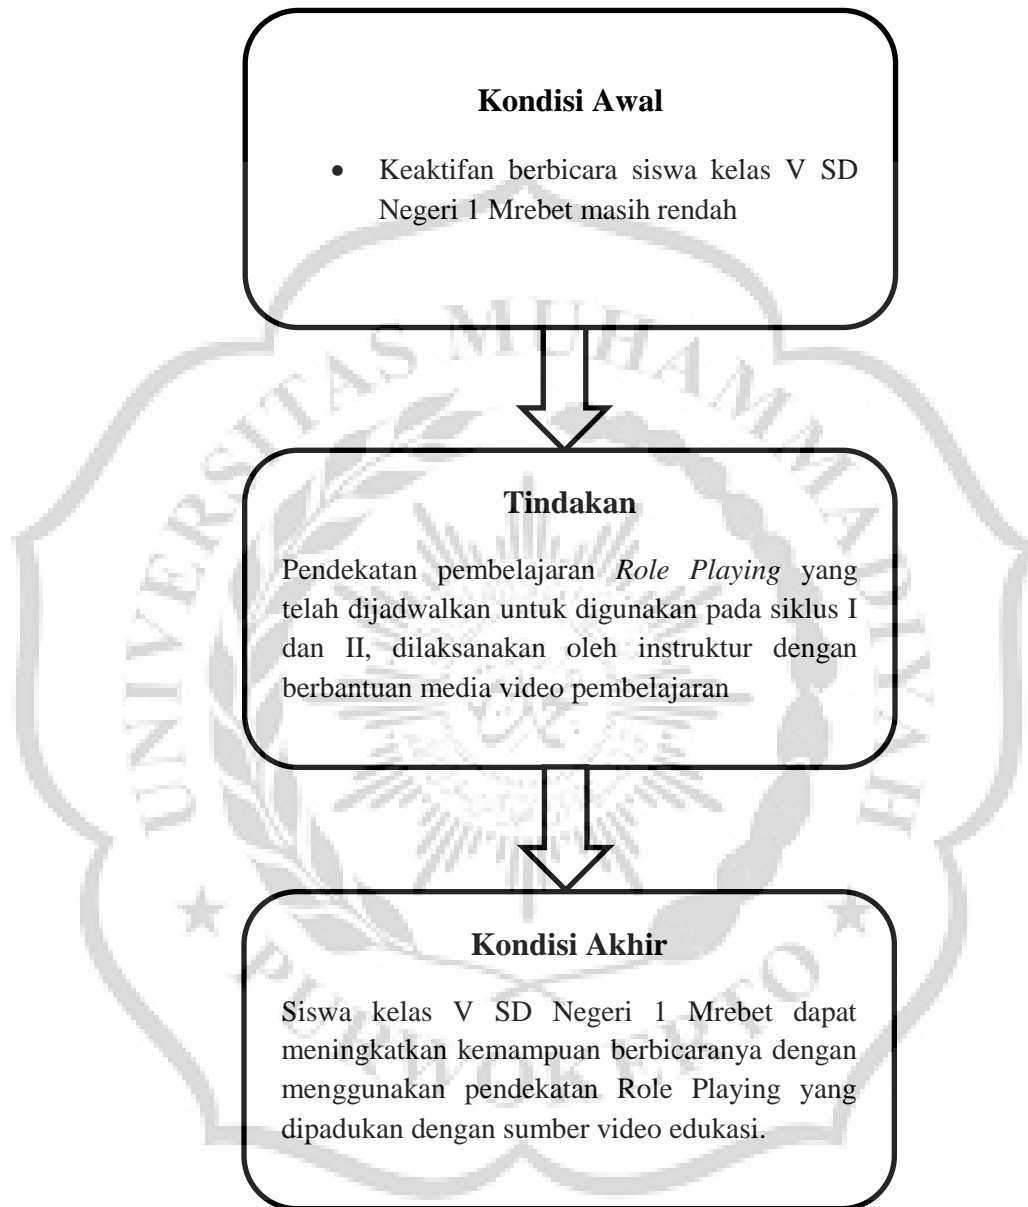 Kondisi Awal
• Keaktifan berbicara siswa kelas V SD
Negeri 1 Mrebet masih rendah
UNIVERSITAS MUHAMMADIYAH
Tindakan
Pendekatan pembelajaran Role Playing yang
telah dijadwalkan untuk digunakan pada siklus I
dan II, dilaksanakan oleh instruktur dengan
berbantuan media video pembelajaran
Kondisi Akhir
Siswa kelas V SD Negeri 1 Mrebet dapat
meningkatkan kemampuan berbicaranya dengan
menggunakan pendekatan Role Playing yang
dipadukan dengan sumber video edukasi.
PURWOKERTO